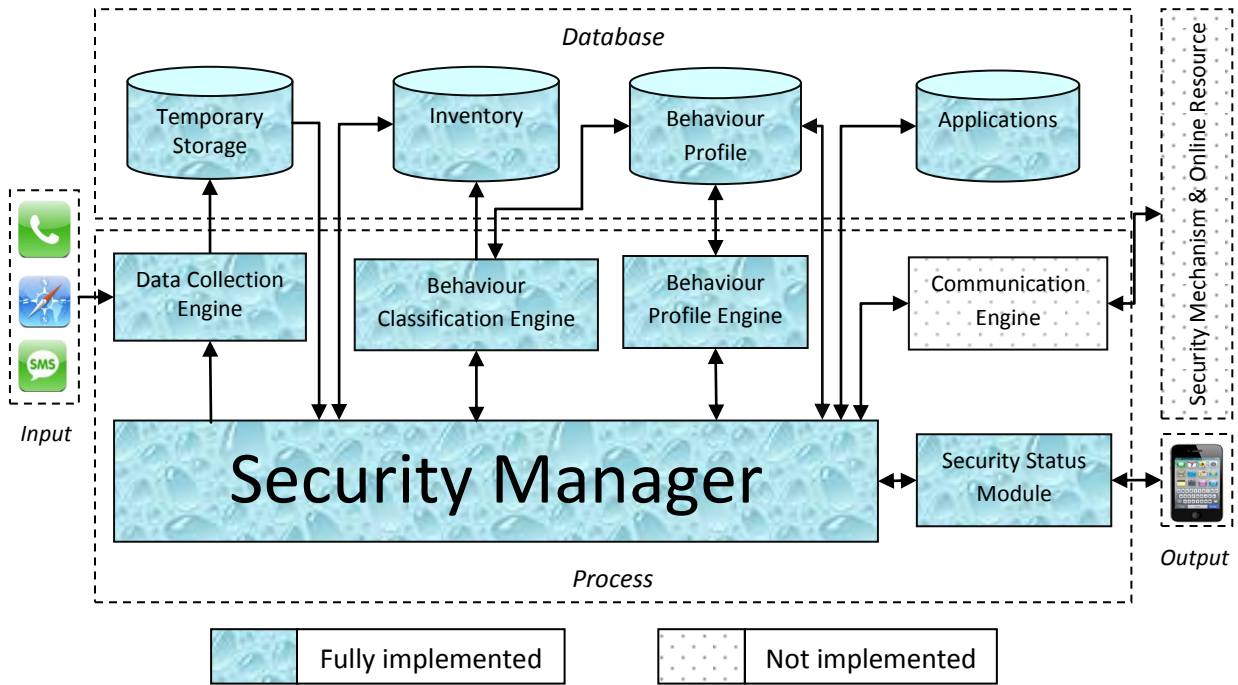 Database
Temporary
Storage
Inventory
Behaviour
Profile
Applications
Security Mechanism & Online Resource
SMS
Input
Data Collection
Engine
Behaviour
Classification Engine
Behaviour
Profile Engine
Communication
Engine
Security Manager
Security Status
Module
Output
Process
Fully implemented
Not implemented